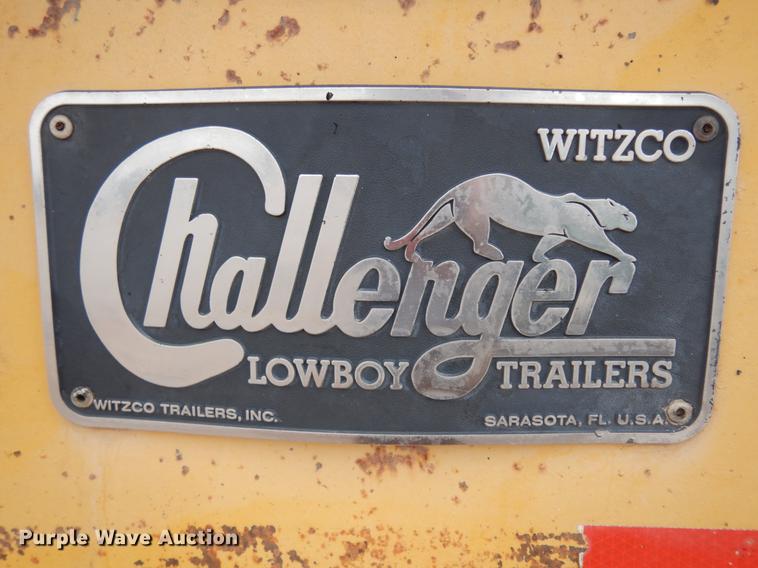 WITZCO
Challenger
LOWBOY TRAILERS
WITZCO TRAILERS, INC. SARASOTA, FL. U.S.A.
Purple Wave Auction